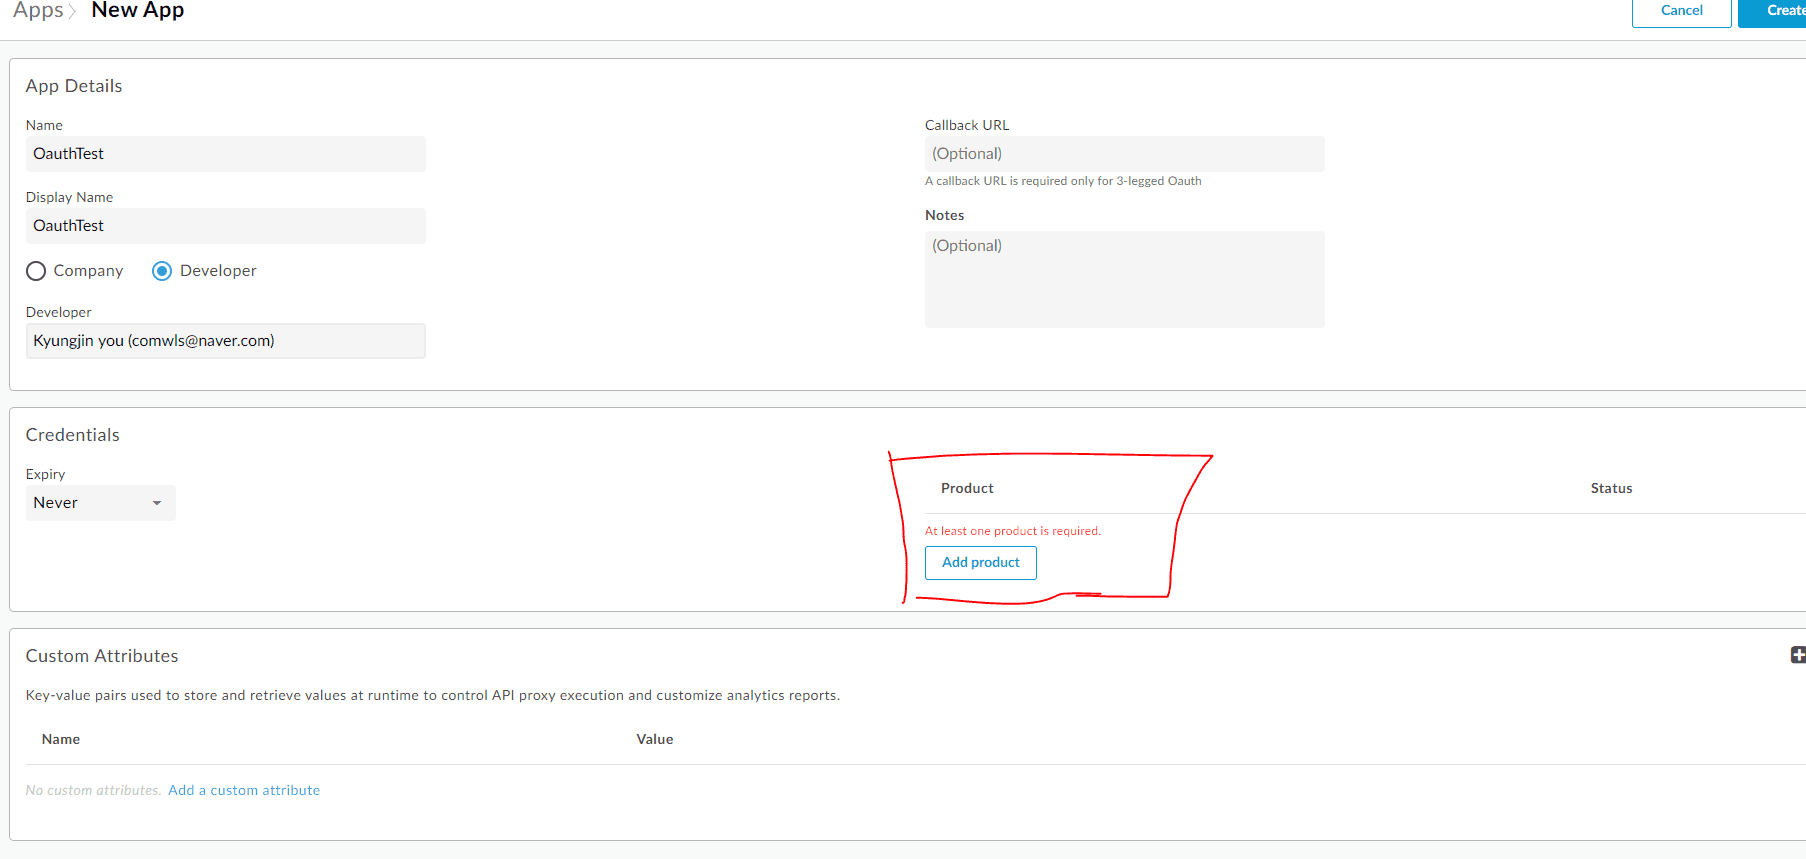 Apps New App
Cancel
Create
App Details
Name
OauthTest
Display Name
OauthTest
Company
Developer
Developer
Kyungjin you (comwls@naver.com)
Callback URL
(Optional)
A callback URL is required only for 3-legged Oauth
Notes
(Optional)
Credentials
Expiry
Never
Product Status
At least one product is required.
Add product
Custom Attributes
Key-value pairs used to store and retrieve values at runtime to control API proxy execution and customize analytics reports.
Name Value
No custom attributes. Add a custom attribute